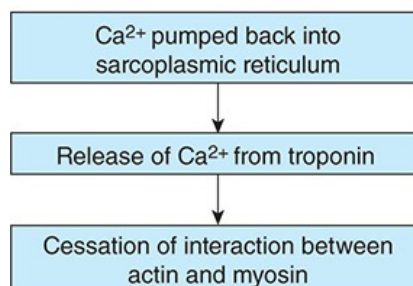 Ca²⁺ pumped back into
sarcoplasmic reticulum
Release of Ca²⁺ from troponin
Cessation of interaction between
actin and myosin